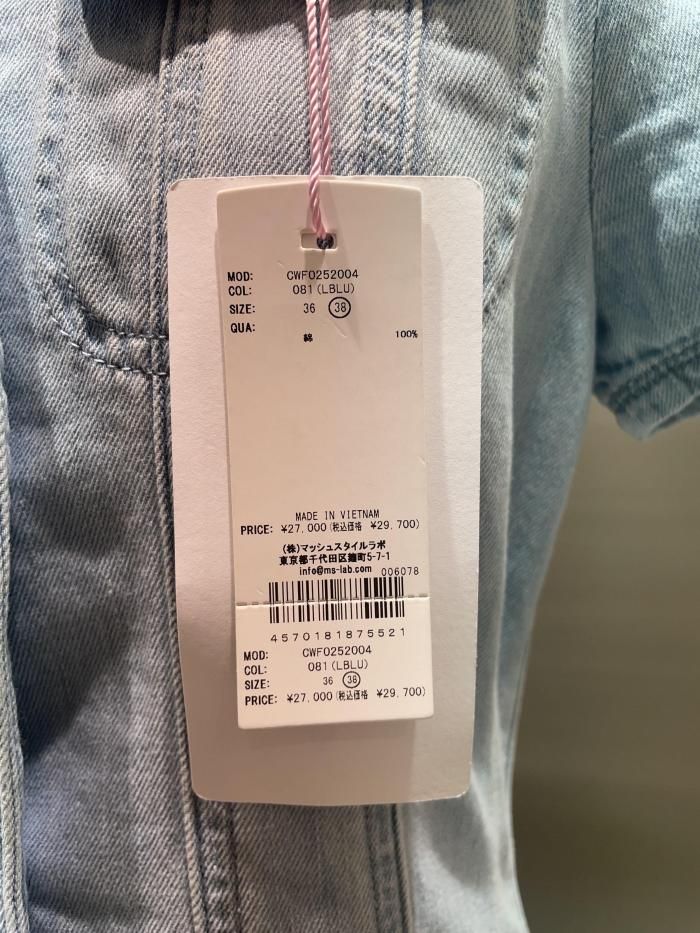 MOD: CWFO252004
COL: 081(LBLU)
SIZE: 36 38
QUA:
綿 100%
MADE IN VIETNAM
PRICE: ¥27,000(税込価格 ¥29,700)
(株)マッシュスタイルラボ
東京都千代田区麹町5-7-1
info@ms-lab.com 006078
4570181875521
MOD: CWFO252004
COL: 081(LBLU)
SIZE: 36 38
PRICE: ¥27,000(税込価格 ¥29,700)